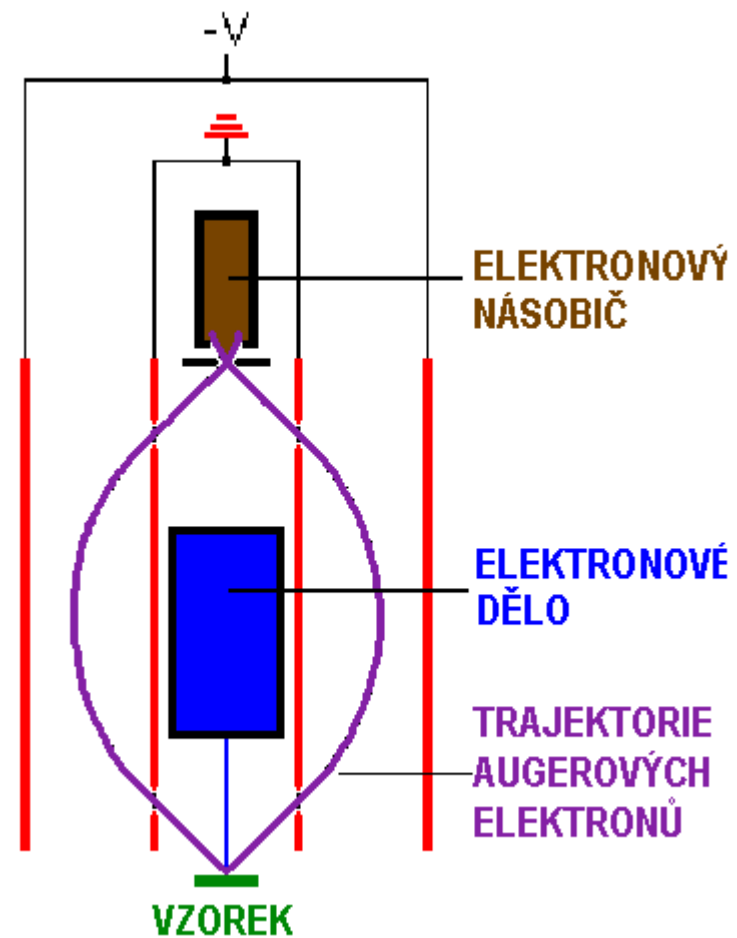 -V
ELEKTRONOVÝ
NÁSOBIČ
ELEKTRONOVÉ
DĚLO
TRAJEKTORIE
AUGEROVÝCH
ELEKTRONŮ
VZOREK